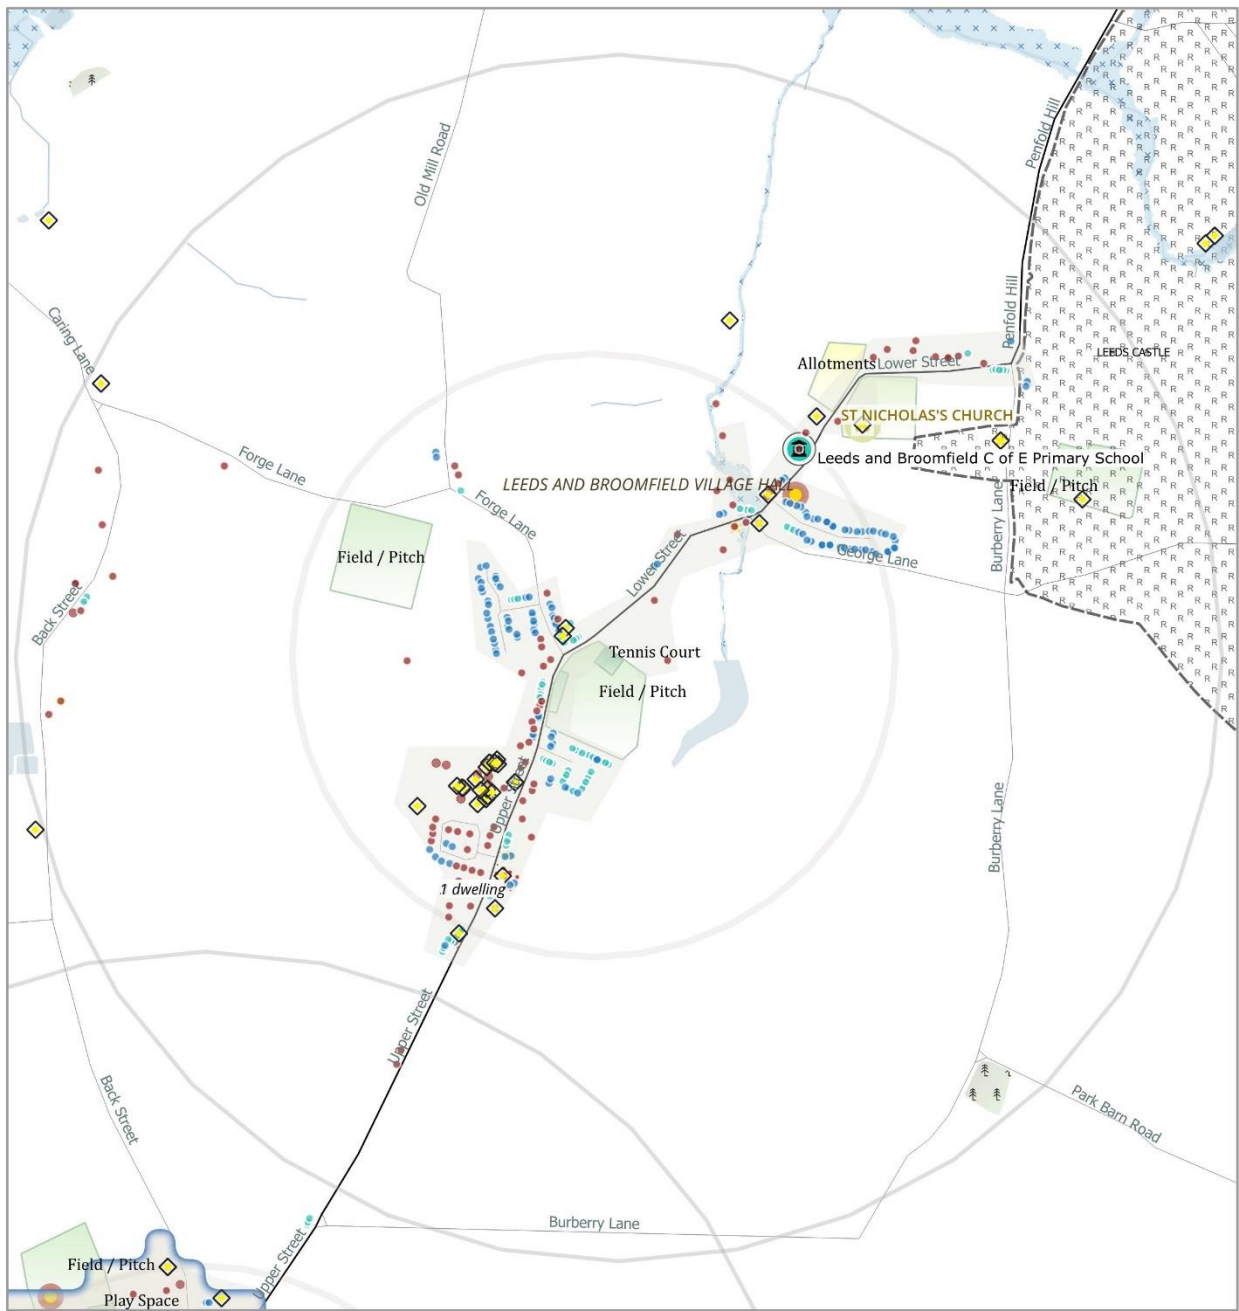 Penfold Hill
Old Mill Road
Penfold Hill
Caring Lane
LEEDS CASTLE
Allotments
Lower Street
ST NICHOLAS'S CHURCH
Leeds and Broomfield C of E Primary School
Forge Lane
LEEDS AND BROOMFIELD VILLAGE HALL
Field / Pitch
Forge Lane
Burberry Lane
Field / Pitch
George Lane
Lower Street
Back Street
Tennis Court
Field / Pitch
Upper Street
Burberry Lane
1 dwelling
Upper Street
Back Street
Park Barn Road
Burberry Lane
Upper Street
Field / Pitch
Play Space